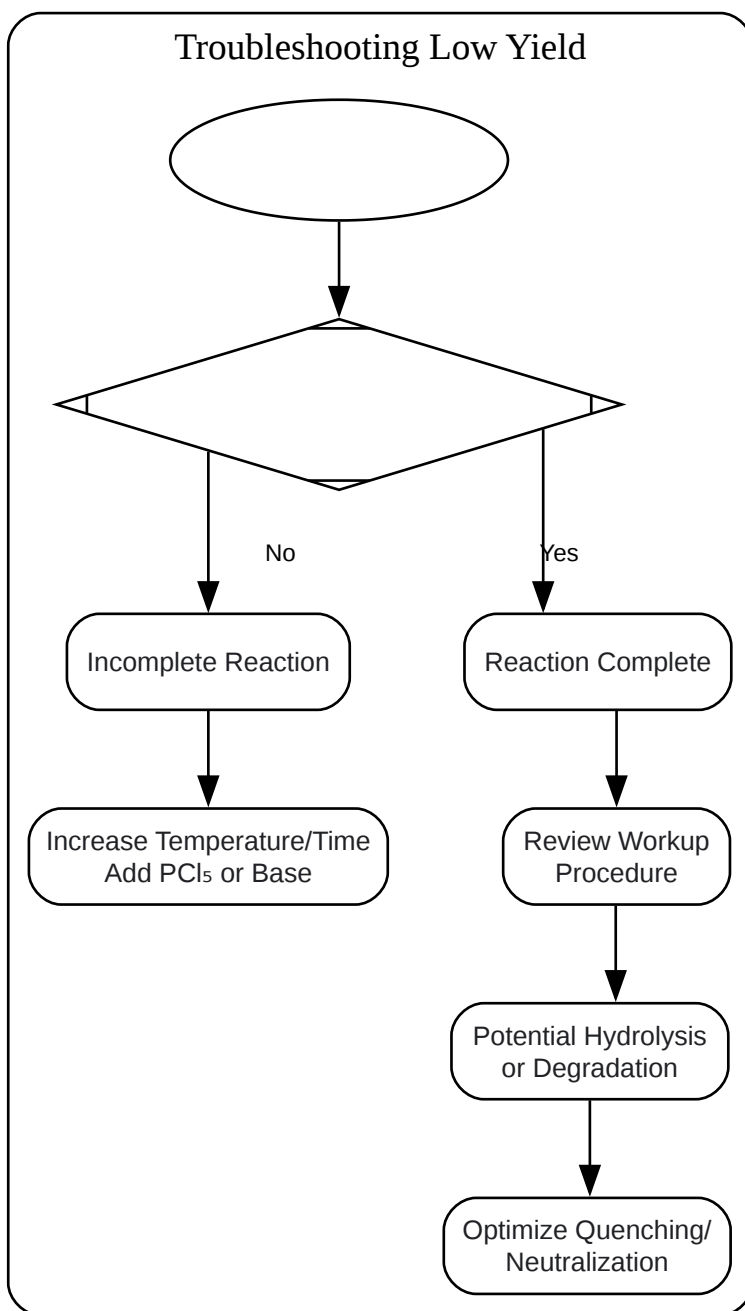 Troubleshooting Low Yield
No
Yes
Incomplete Reaction
Reaction Complete
Increase Temperature/Time
Add PCl₅ or Base
Review Workup
Procedure
Potential Hydrolysis
or Degradation
Optimize Quenching/
Neutralization